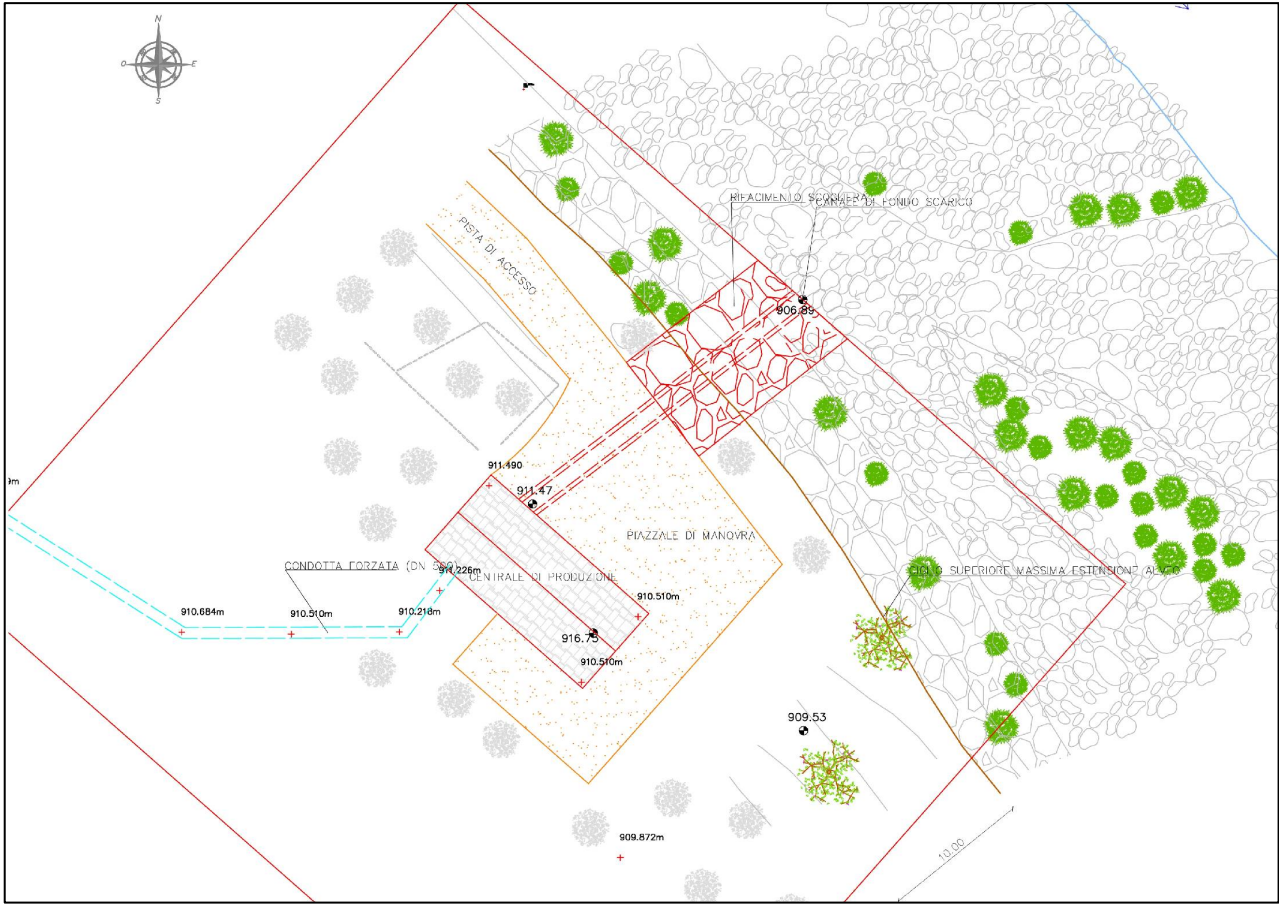 N
O
E
S
RIFACIMENTO SCOGLIERA
CANALE DI FONDO SCARICO
PISTA DI ACCESSO
906.89
911.490
911.47
9m
PIAZZALE DI MANOVRA
CONDOTTA FORZATA (DN 500)
911.226m
CENTRALE DI PRODUZIONE
CIGLIO SUPERIORE MASSIMA ESTENSIONE ALVEO
910.684m
910.510m
910.218m
910.510m
916.75
910.510m
909.53
909.872m
10.00